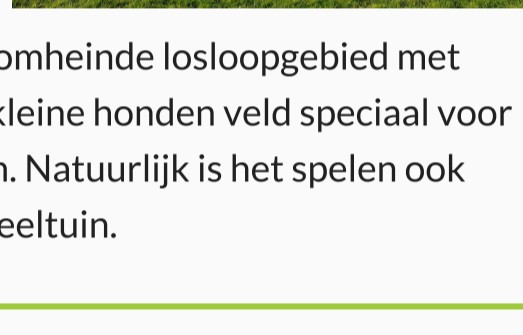 omheinde losloopgebied met
kleine honden veld speciaal voor
. Natuurlijk is het spelen ook
eeltuin.